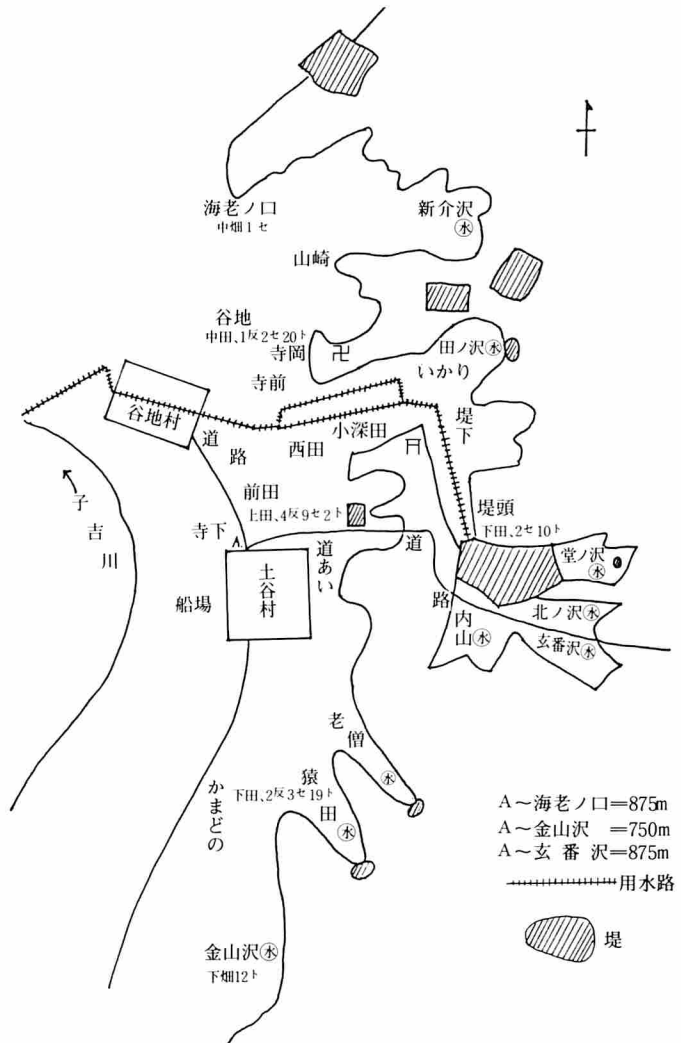 海老ノ口
中畑1セ
新介沢
㊌
山崎
谷地
中田、1反2セ20ト
寺岡
卍
田ノ沢㊌
いかり
寺前
堤下
谷地村
道路
西田
小深田
子吉川
前田
上田、4反9セ2ト
寺下
A
道あい
道
路
堤頭
下田、2セ10ト
堂ノ沢
㊌
土谷村
船場
北ノ沢㊌
内山㊌
玄番沢㊌
老僧
㊌
猿田
下田、2反3セ19ト
㊌
かまどの
A〜海老ノ口=875m
A〜金山沢=750m
A〜玄番沢=875m
用水路
堤
金山沢㊌
下畑12ト